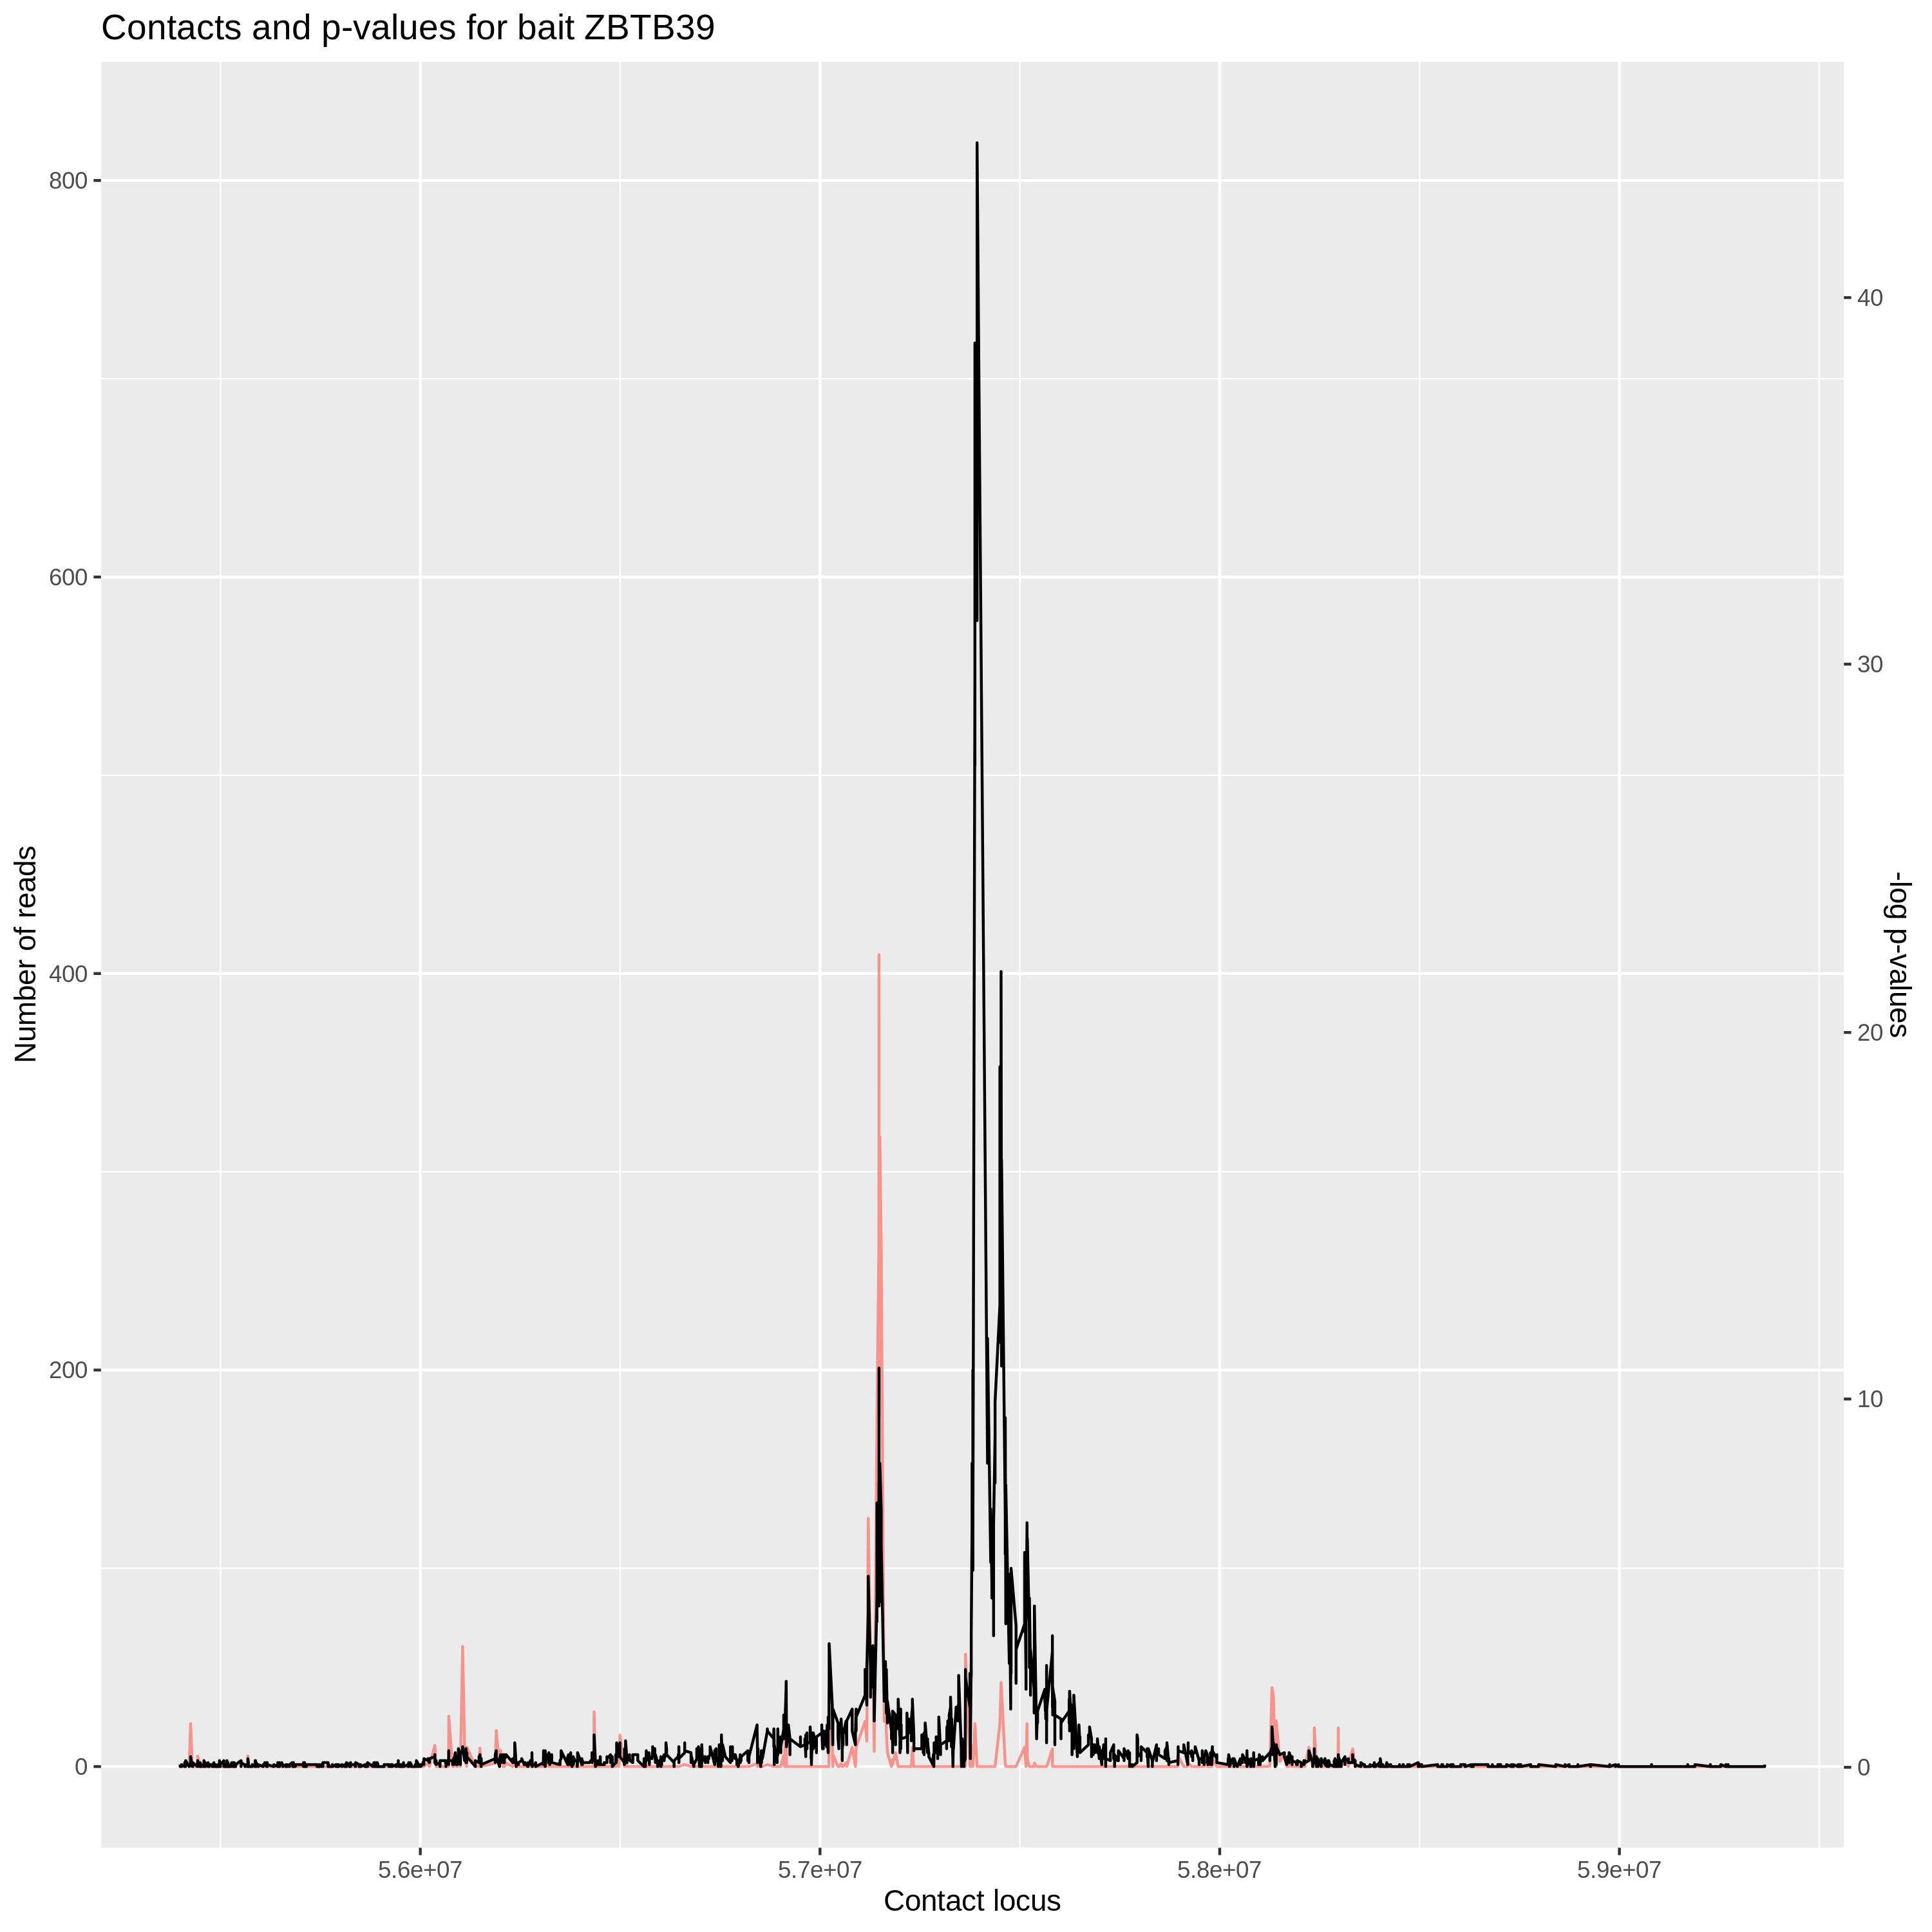 Contacts and p-values for bait ZBTB39
800
600
400
200
0
Number of reads
40
30
20
10
0
-log p-values
5.6e+07 5.7e+07 5.8e+07 5.9e+07
Contact locus